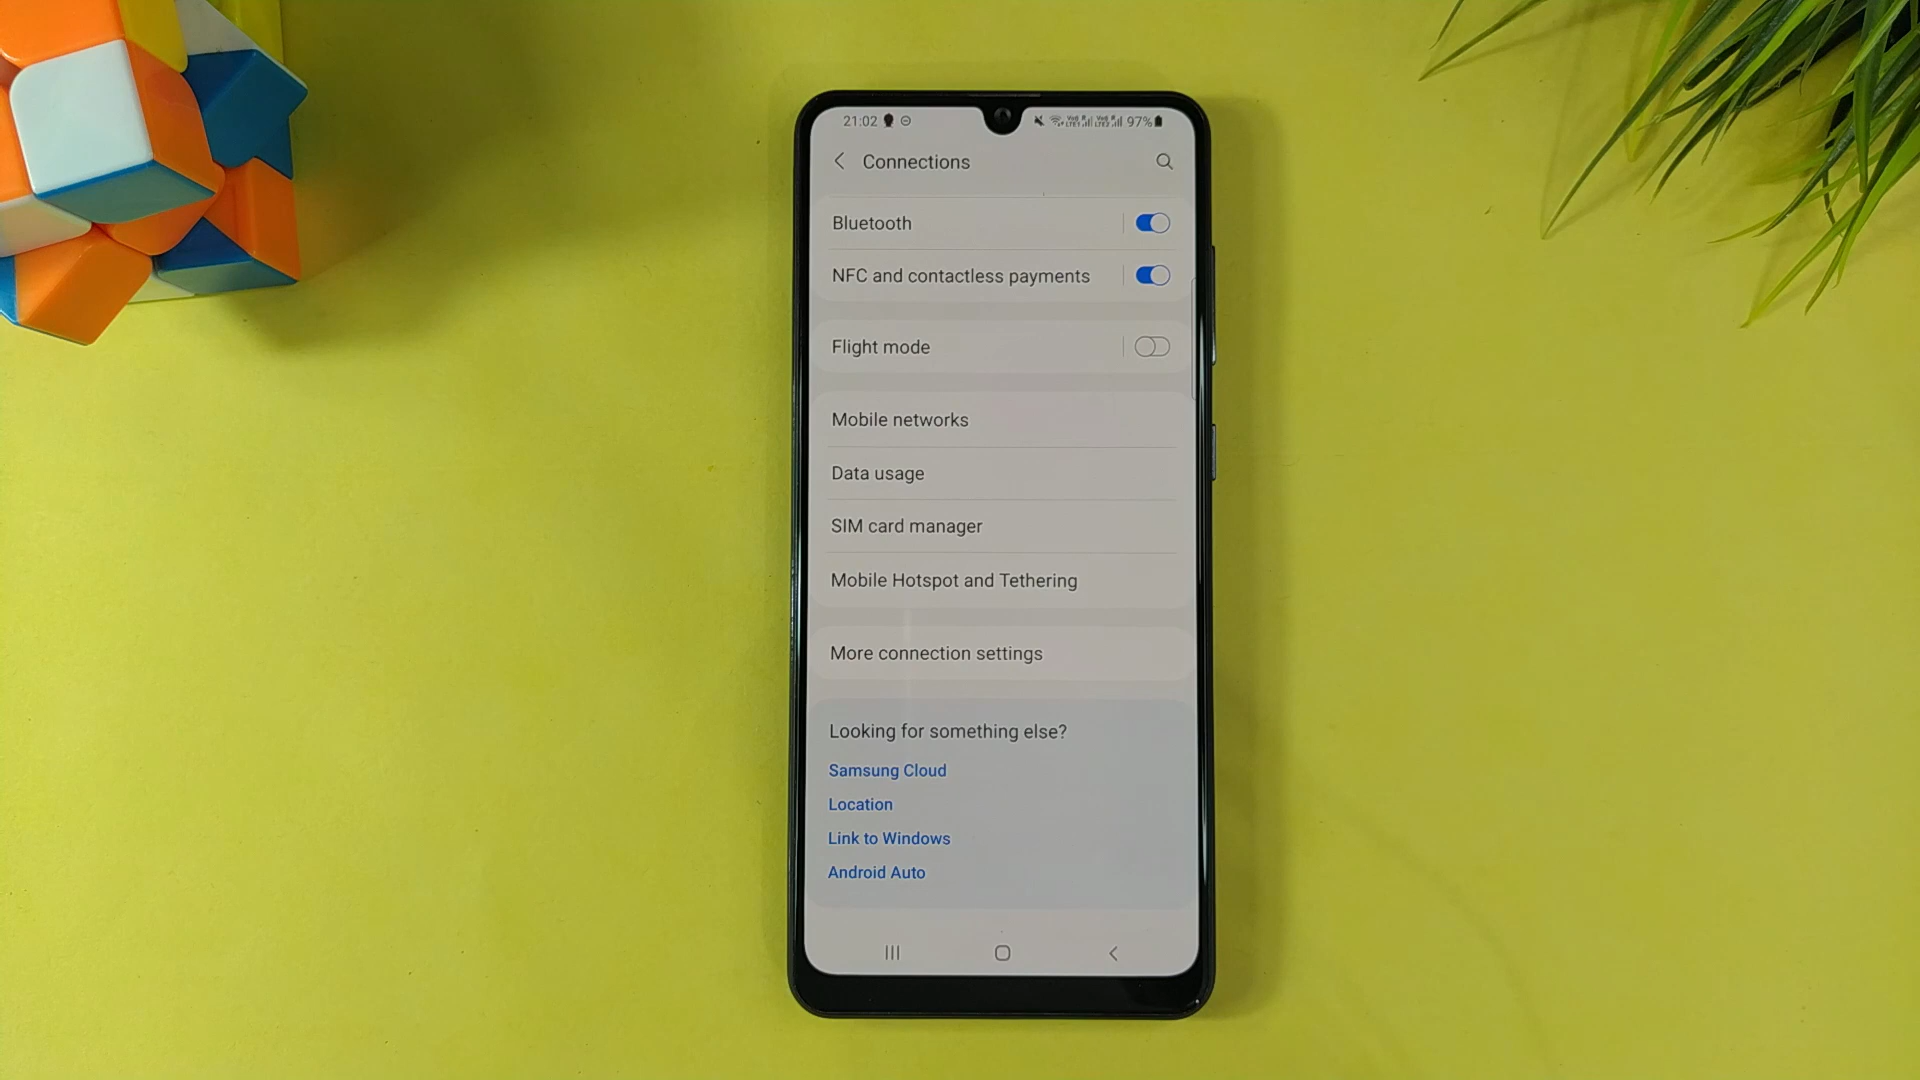 21:02 97%
Connections
Bluetooth
NFC and contactless payments
Flight mode
Mobile networks
Data usage
SIM card manager
Mobile Hotspot and Tethering
More connection settings
Looking for something else?
Samsung Cloud
Location
Link to Windows
Android Auto